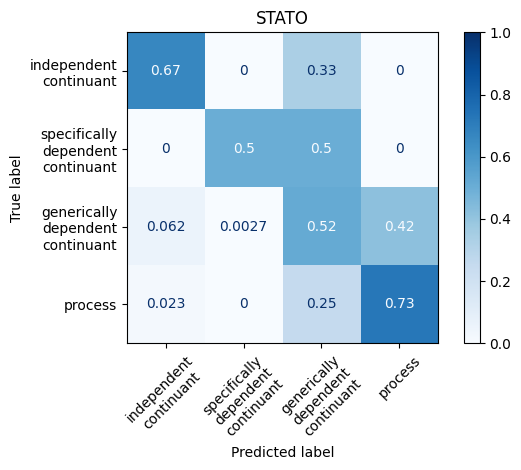 STATO
independent
continuant
0.67
0
0.33
0
1.0
specifically
dependent
continuant
0
0.5
0.5
0
0.8
True label
0.6
generically
dependent
continuant
0.062
0.0027
0.52
0.42
0.4
process
0.023
0
0.25
0.73
0.2
0.0
independent
continuant
specifically
dependent
continuant
generically
dependent
continuant
process
Predicted label